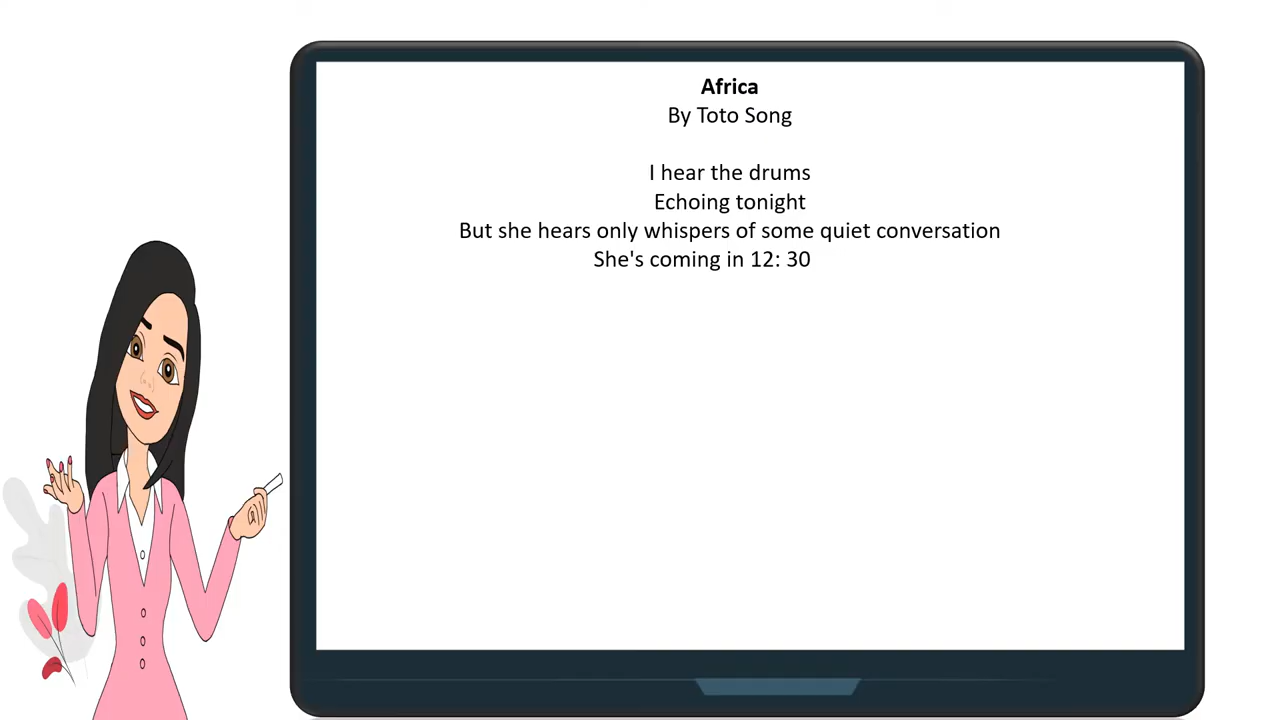 Africa
By Toto Song
I hear the drums
Echoing tonight
But she hears only whispers of some quiet conversation
She's coming in 12: 30